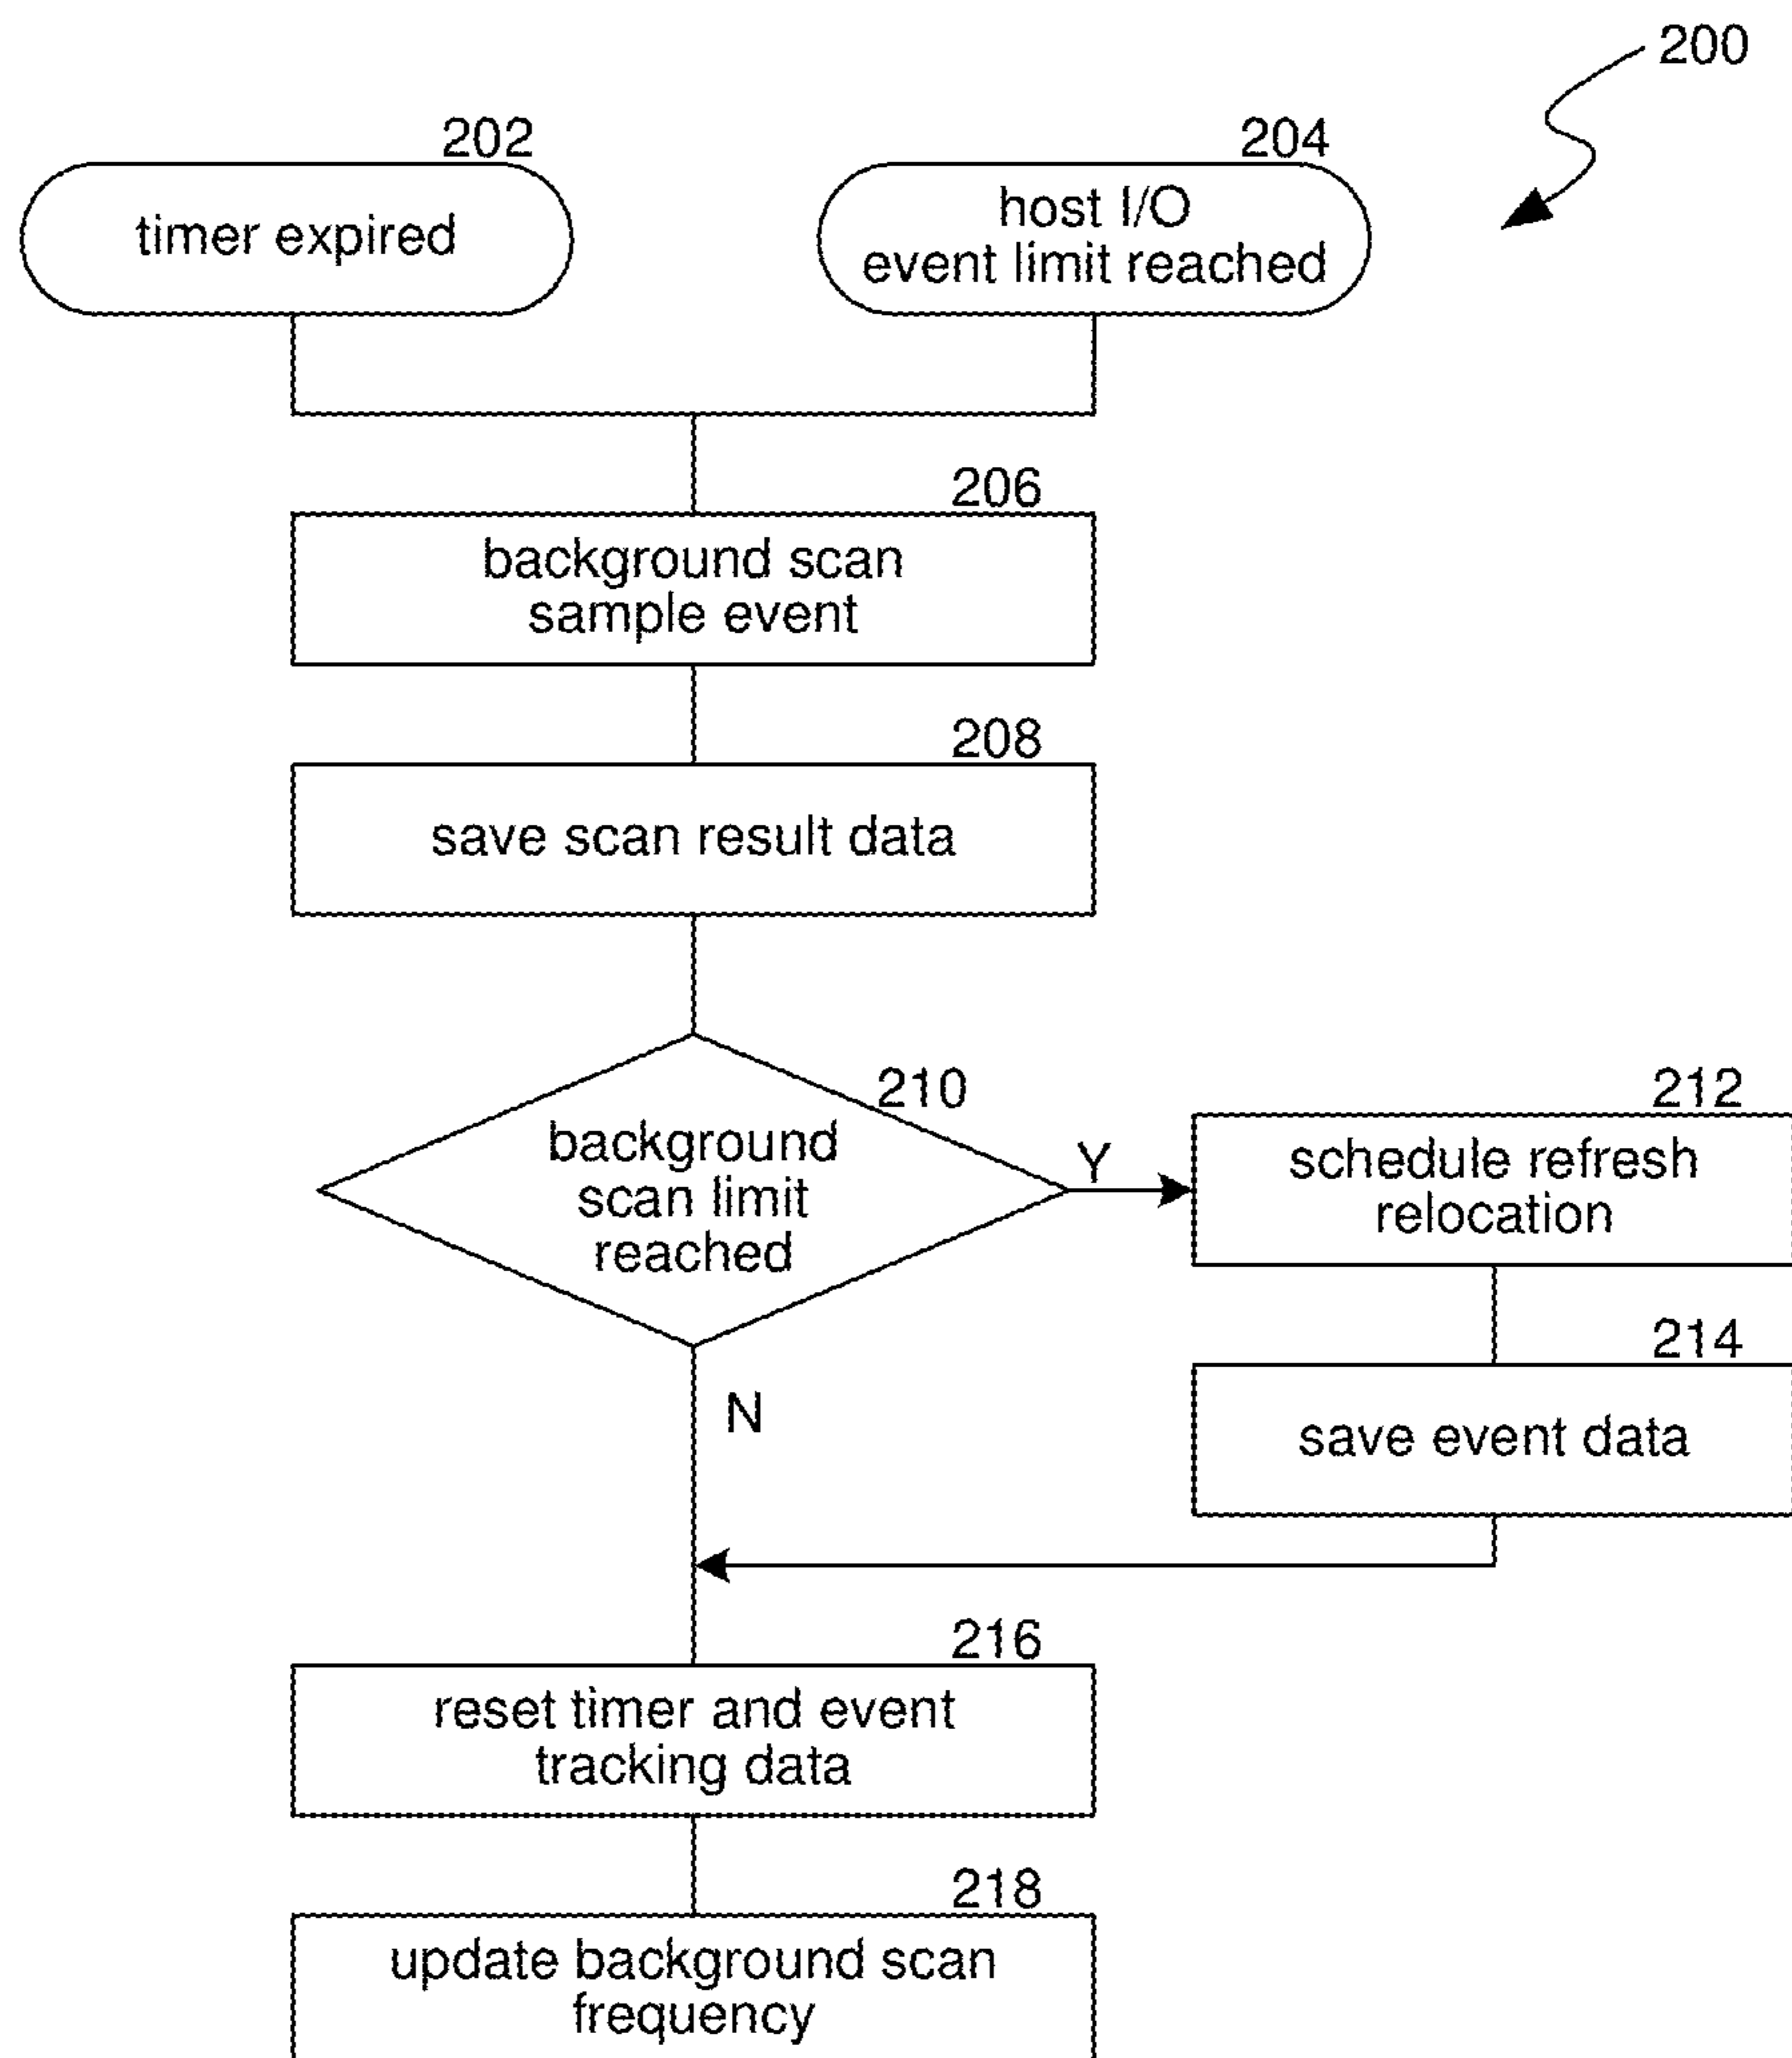 200
202
timer expired
204
host I/O
event limit reached
206
background scan
sample event
208
save scan result data
210
background
scan limit
reached
Y
212
schedule refresh
relocation
214
save event data
N
216
reset timer and event
tracking data
218
update background scan
frequency